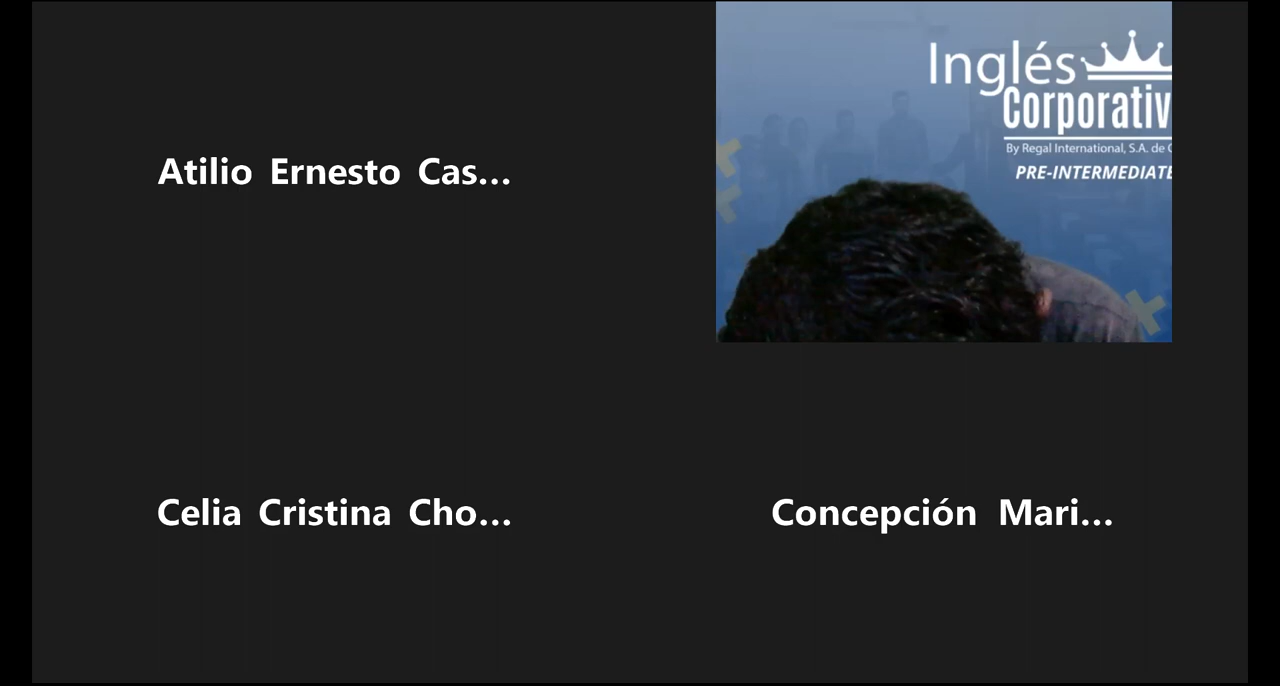 Inglés
Corporativ
By Regal International, S.A. de C
PRE-INTERMEDIATE
Atilio Ernesto Cas...
Celia Cristina Cho...
Concepción Mari...